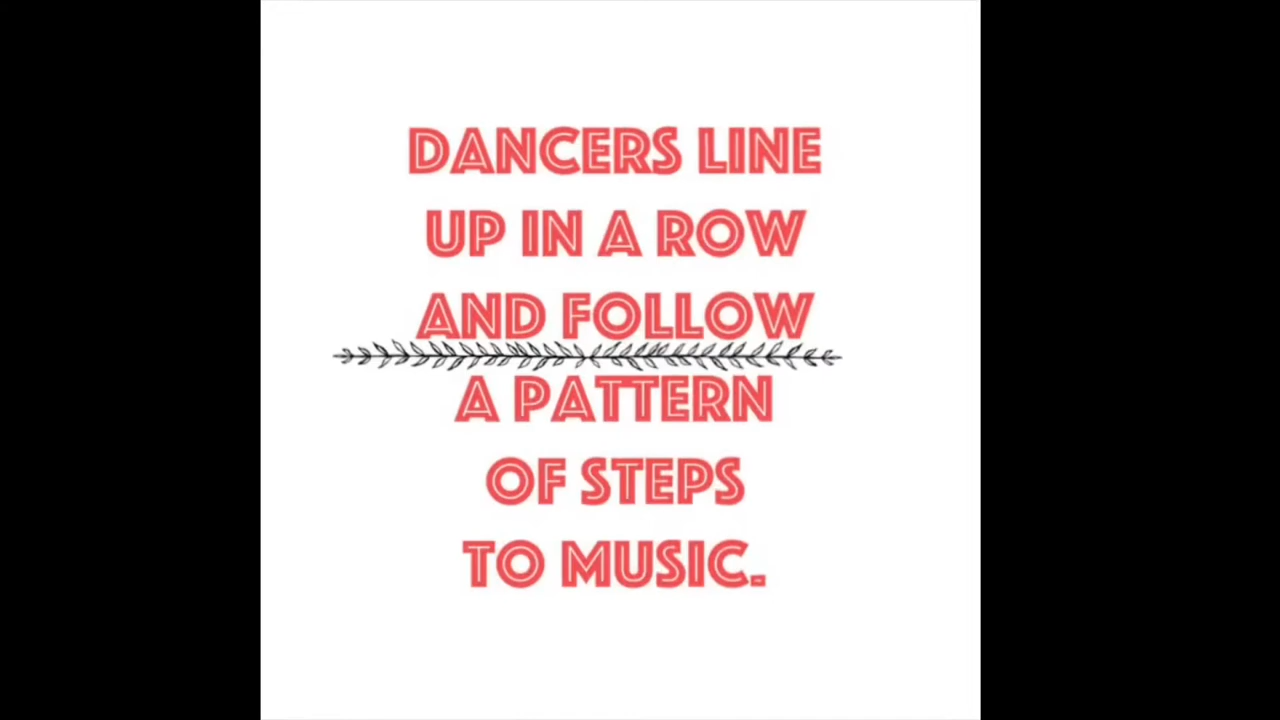 DANCERS LINE
UP IN A ROW
AND FOLLOW
A PATTERN
OF STEPS
TO MUSIC.